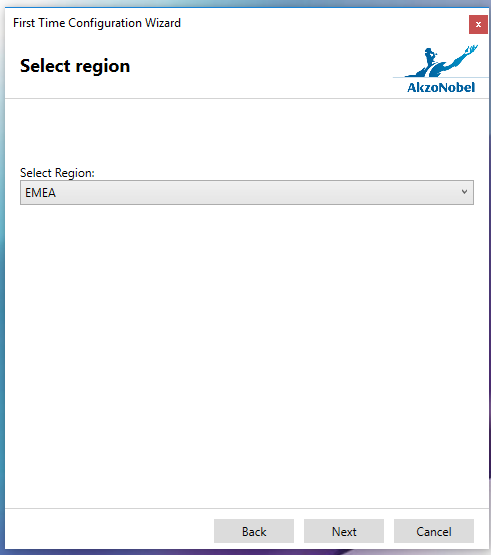 First Time Configuration Wizard
x
Select region
AkzoNobel
Select Region:
EMEA
Back
Next
Cancel